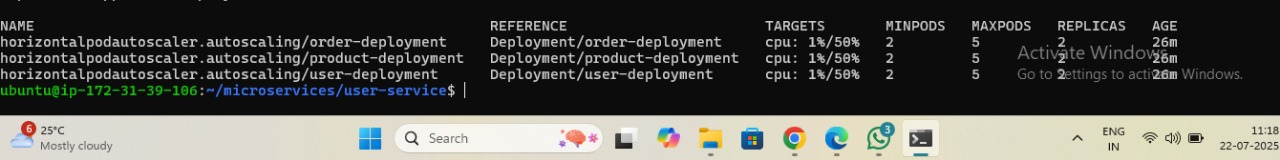 NAME REFERENCE TARGETS MINPODS MAXPODS REPLICAS AGE
horizontalpodautoscaler.autoscaling/order-deployment Deployment/order-deployment cpu: 1%/50% 2 5 2 26m
horizontalpodautoscaler.autoscaling/product-deployment Deployment/product-deployment cpu: 1%/50% 2 5 2 26m
horizontalpodautoscaler.autoscaling/user-deployment Deployment/user-deployment cpu: 1%/50% 2 5 2 26m
Activate Windows
Go to Settings to activate Windows.
ubuntu@ip-172-31-39-106:~/microservices/user-service$
6
25°C
Mostly cloudy
Search
3
ENG
IN
11:18
22-07-2025